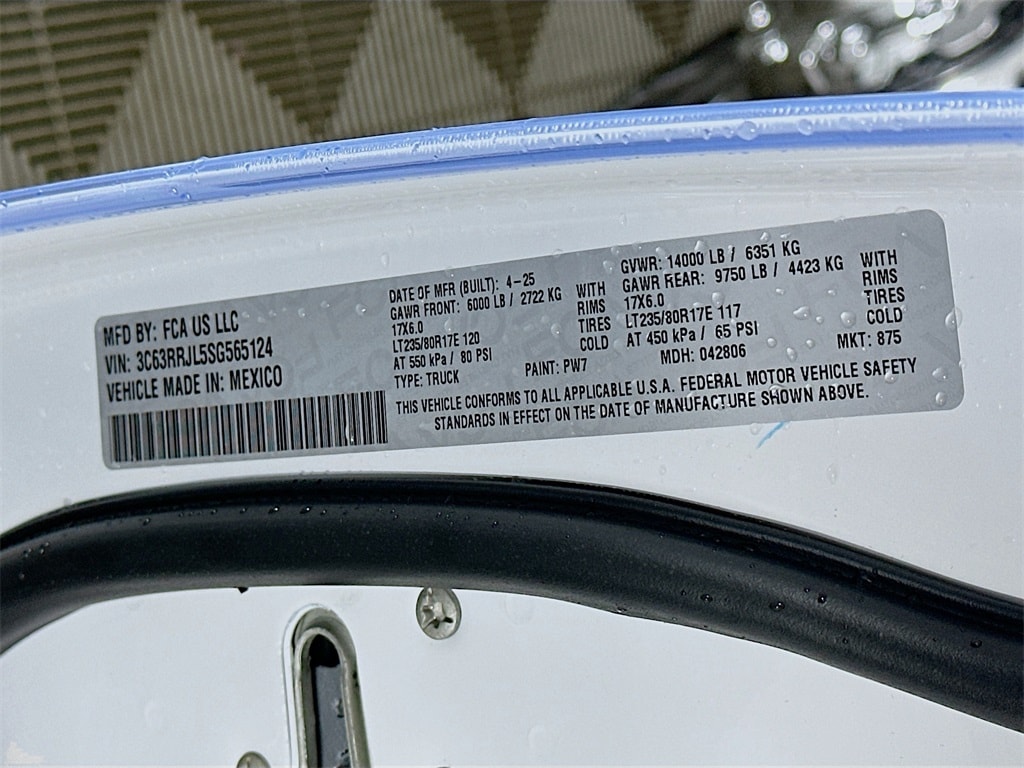 MFD BY: FCA US LLC
VIN: 3C63RRJL5SG565124
VEHICLE MADE IN: MEXICO
DATE OF MFR (BUILT): 4-25
GAWR FRONT: 6000 LB / 2722 KG WITH
17X6.0 RIMS
LT235/80R17E 120 TIRES
AT 550 kPa / 80 PSI COLD
TYPE: TRUCK PAINT: PW7
GVWR: 14000 LB / 6351 KG
GAWR REAR: 9750 LB / 4423 KG WITH
17X6.0 RIMS
LT235/80R17E 117 TIRES
AT 450 kPa / 65 PSI COLD
MDH: 042806 MKT: 875
THIS VEHICLE CONFORMS TO ALL APPLICABLE U.S.A. FEDERAL MOTOR VEHICLE SAFETY
STANDARDS IN EFFECT ON THE DATE OF MANUFACTURE SHOWN ABOVE.